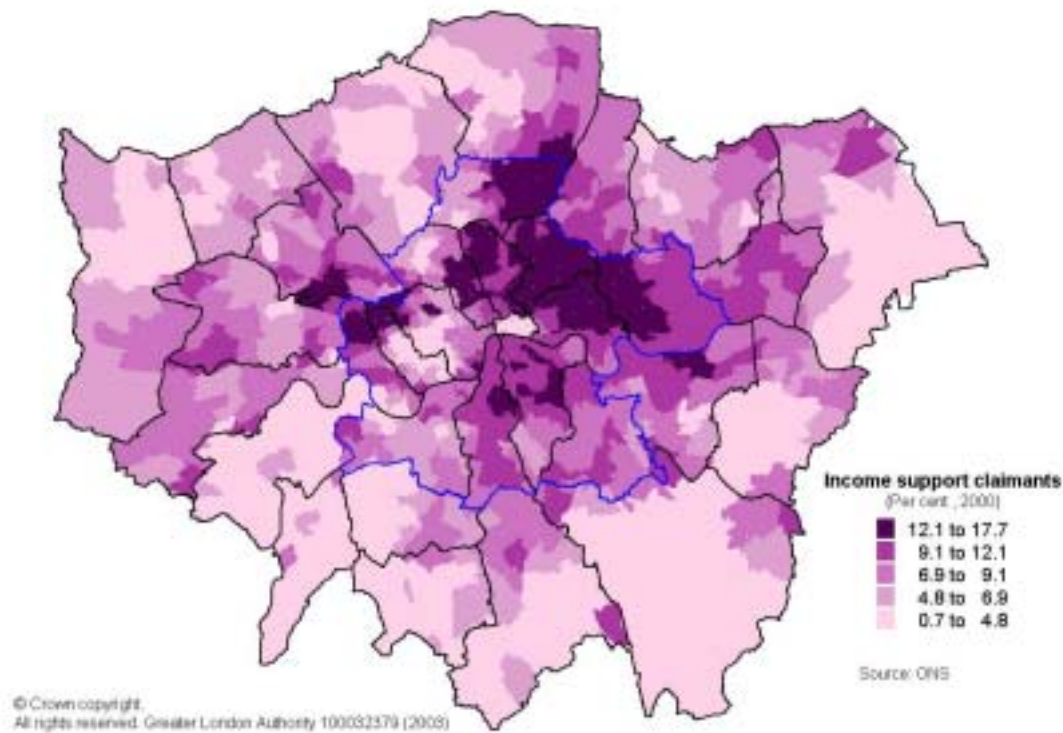 Income support claimants
(Per cent , 2000)
12.1 to 17.7
9.1 to 12.1
6.9 to 9.1
4.8 to 6.9
0.7 to 4.8
Source: ONS
© Crown copyright.
All rights reserved. Greater London Authority 100032379 (2003)